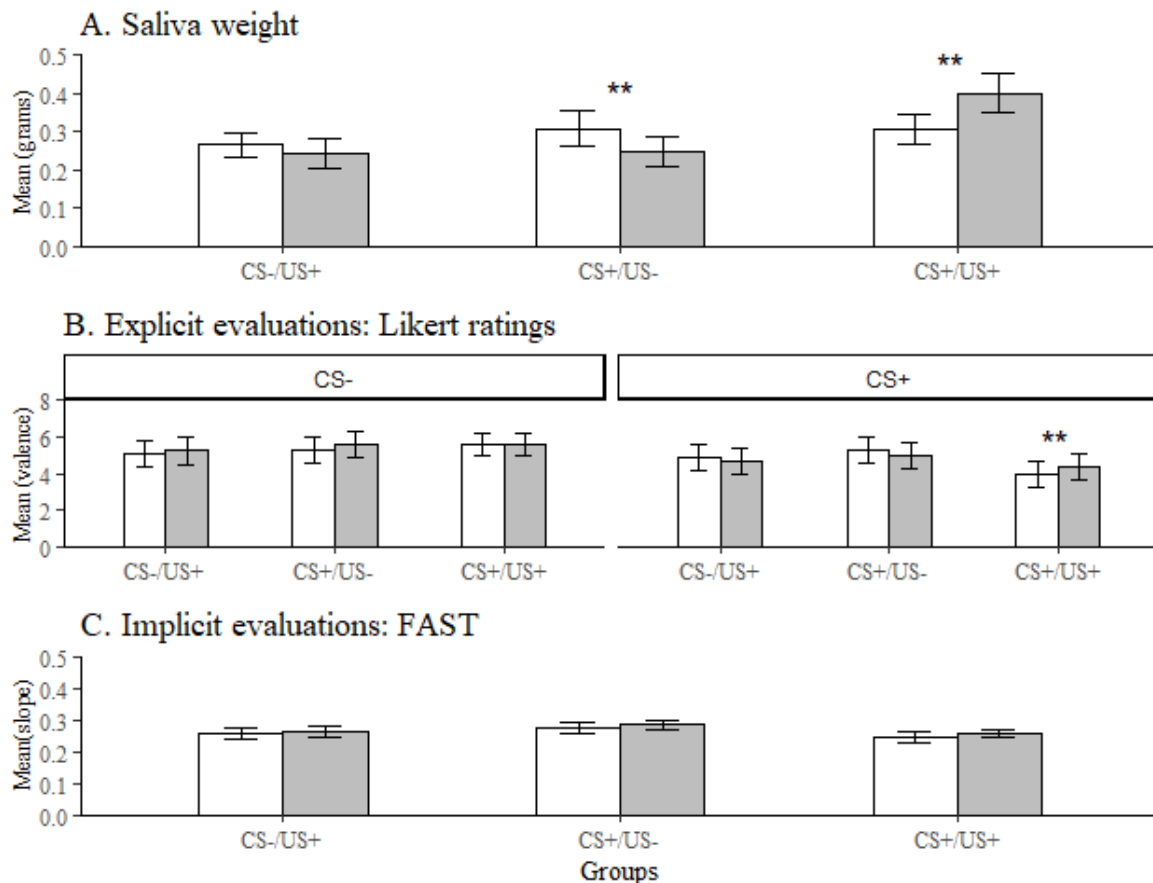 A. Saliva weight
Mean (grams)
0.5
0.4
0.3
0.2
0.1
0.0
**
**
CS-/US+ CS+/US- CS+/US+
B. Explicit evaluations: Likert ratings
CS- CS+
Mean (valence)
8
6
4
2
0
**
CS-/US+ CS+/US- CS+/US+ CS-/US+ CS+/US- CS+/US+
C. Implicit evaluations: FAST
Mean(slope)
0.5
0.4
0.3
0.2
0.1
0.0
CS-/US+ CS+/US- CS+/US+
Groups